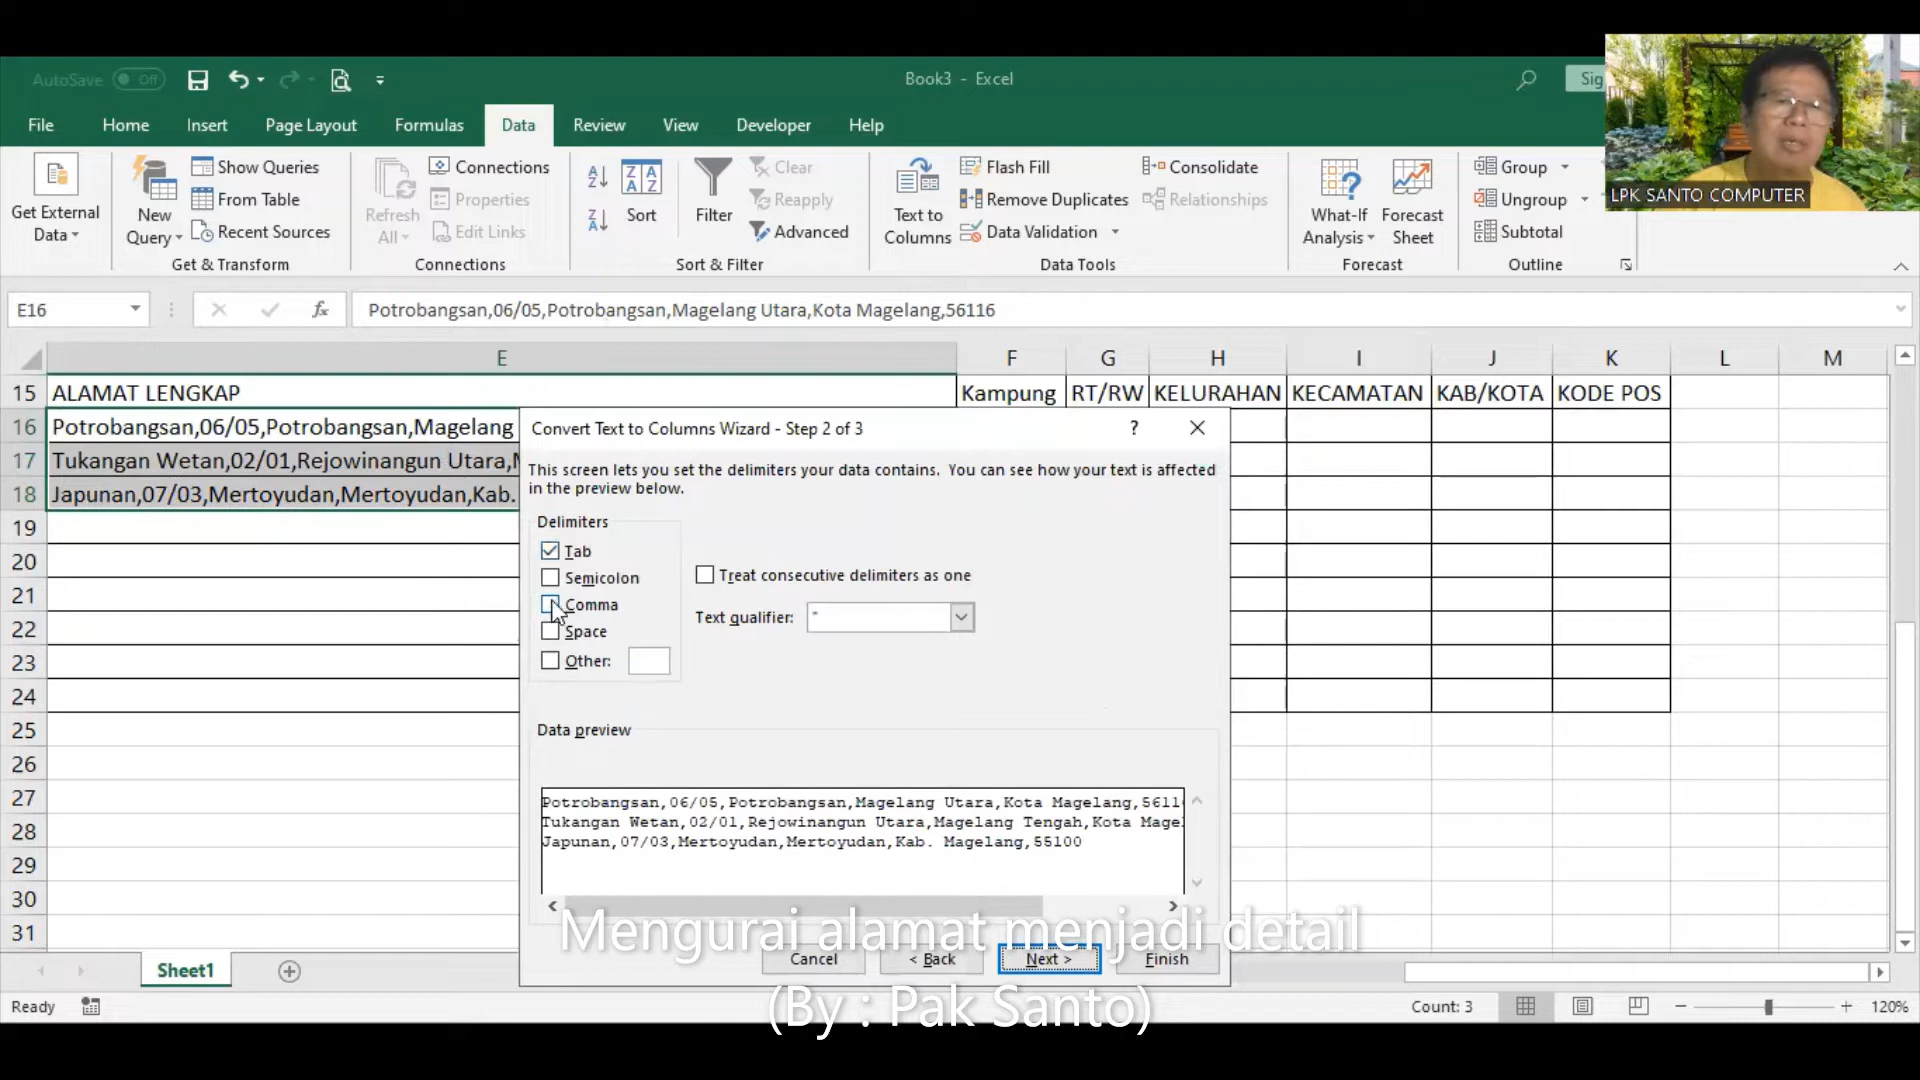 AutoSave Off
Book3 - Excel
Sig
LPK SANTO COMPUTER
File Home Insert Page Layout Formulas Data Review View Developer Help
Get External Data
New Query
Show Queries
From Table
Recent Sources
Get & Transform
Refresh All
Connections
Properties
Edit Links
Connections
Sort
Filter
Clear
Reapply
Advanced
Sort & Filter
Text to Columns
Flash Fill
Remove Duplicates
Data Validation
Consolidate
Relationships
Data Tools
What-If Analysis
Forecast Sheet
Forecast
Group
Ungroup
Subtotal
Outline
E16 fx Potrobangsan,06/05,Potrobangsan,Magelang Utara,Kota Magelang,56116
E F G H I J K L M
15 ALAMAT LENGKAP Kampung RT/RW KELURAHAN KECAMATAN KAB/KOTA KODE POS
16 Potrobangsan,06/05,Potrobangsan,Magelang
17 Tukangan Wetan,02/01,Rejowinangun Utara,
18 Japunan,07/03,Mertoyudan,Mertoyudan,Kab.
19
20
21
22
23
24
25
26
27
28
29
30
31
Convert Text to Columns Wizard - Step 2 of 3 ?
This screen lets you set the delimiters your data contains. You can see how your text is affected
in the preview below.
Delimiters
Tab
Semicolon
Comma
Space
Other:
Treat consecutive delimiters as one
Text qualifier: "
Data preview
Potrobangsan,06/05,Potrobangsan,Magelang Utara,Kota Magelang,5611
Tukangan Wetan,02/01,Rejowinangun Utara,Magelang Tengah,Kota Magel
Japunan,07/03,Mertoyudan,Mertoyudan,Kab. Magelang,55100
Mengurai alamat menjadi detail
Cancel < Back Next > Finish
(By : Pak Santo)
Sheet1
Ready
Count: 3
120%